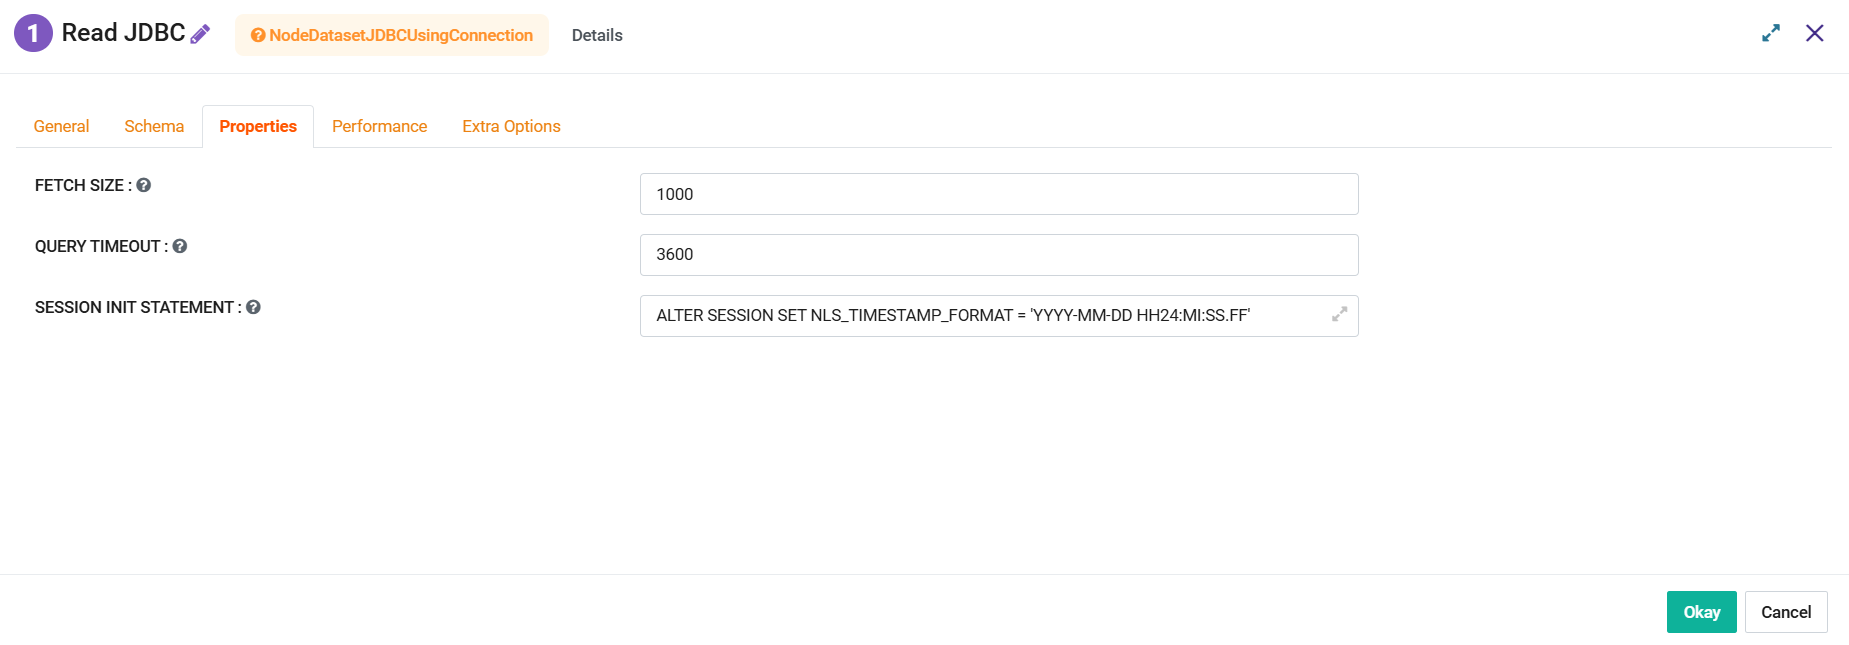 1 Read JDBC NodeDatasetJDBCUsingConnection Details
General Schema Properties Performance Extra Options
FETCH SIZE : 1000
QUERY TIMEOUT : 3600
SESSION INIT STATEMENT : ALTER SESSION SET NLS_TIMESTAMP_FORMAT = 'YYYY-MM-DD HH24:MI:SS.FF'
Okay Cancel